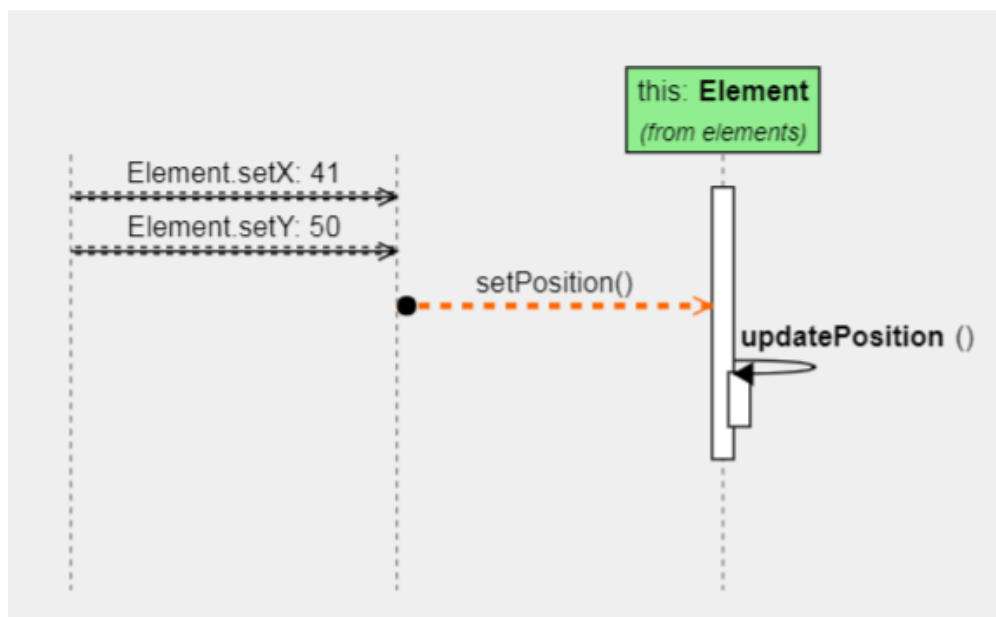 this: Element
(from elements)
Element.setX: 41
Element.setY: 50
setPosition()
updatePosition ()